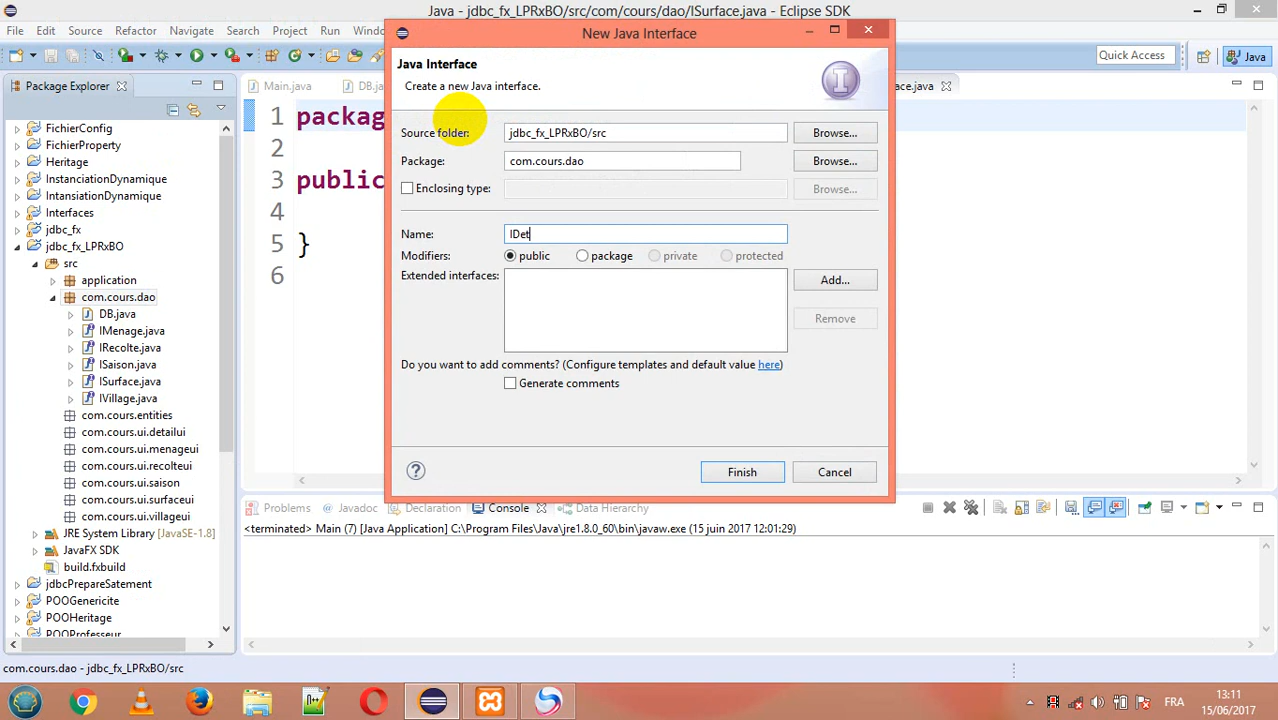 Java - jdbc_fx_LPRxBO/src/com/cours/dao/ISurface.java - Eclipse SDK
File Edit Source Refactor Navigate Search Project Run Window
New Java Interface
Quick Access
Java
Package Explorer
Main.java
DB.ja
ce.java
FichierConfig
FichierProperty
Heritage
InstanciationDynamique
IntansiationDynamique
Interfaces
jdbc_fx
jdbc_fx_LPRxBO
src
application
com.cours.dao
DB.java
IMenage.java
IRecolte.java
ISaison.java
ISurface.java
IVillage.java
com.cours.entities
com.cours.ui.detailui
com.cours.ui.menageui
com.cours.ui.recolteui
com.cours.ui.saison
com.cours.ui.surfaceui
com.cours.ui.villageui
JRE System Library [JavaSE-1.8]
JavaFX SDK
build.fxbuild
jdbcPrepareSatement
POOGenericite
POOHeritage
POOProfesseur
1 packag
2
3 public
4
5 }
6
Java Interface
Create a new Java interface.
Source folder: jdbc_fx_LPRxBO/src Browse...
Package: com.cours.dao Browse...
Enclosing type: Browse...
Name: IDet
Modifiers: public package private protected
Extended interfaces: Add...
Remove
Do you want to add comments? (Configure templates and default value here)
Generate comments
? Finish Cancel
Problems Javadoc Declaration Console Data Hierarchy
<terminated> Main (7) [Java Application] C:\Program Files\Java\jre1.8.0_60\bin\javaw.exe (15 juin 2017 12:01:29)
com.cours.dao - jdbc_fx_LPRxBO/src
FRA
13:11
15/06/2017